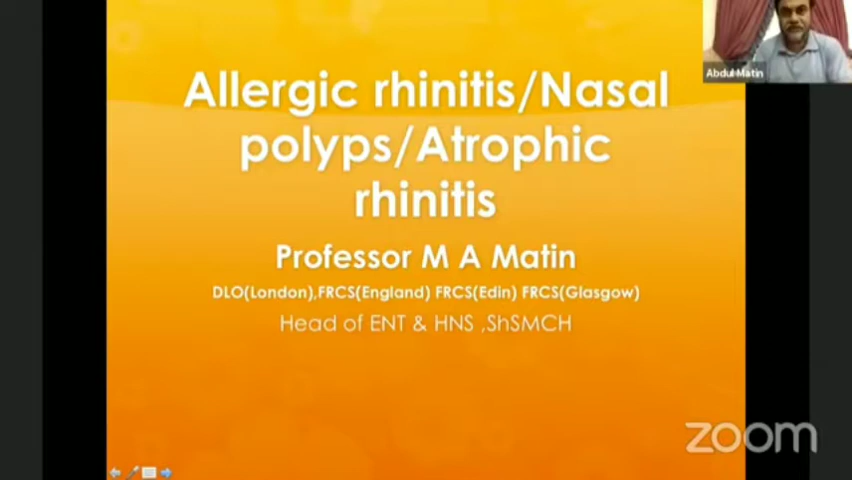 Abdul Matin
Allergic rhinitis/Nasal
polyps/Atrophic
rhinitis
Professor M A Matin
DLO(London),FRCS(England) FRCS(Edin) FRCS(Glasgow)
Head of ENT & HNS ,ShSMCH
zoom